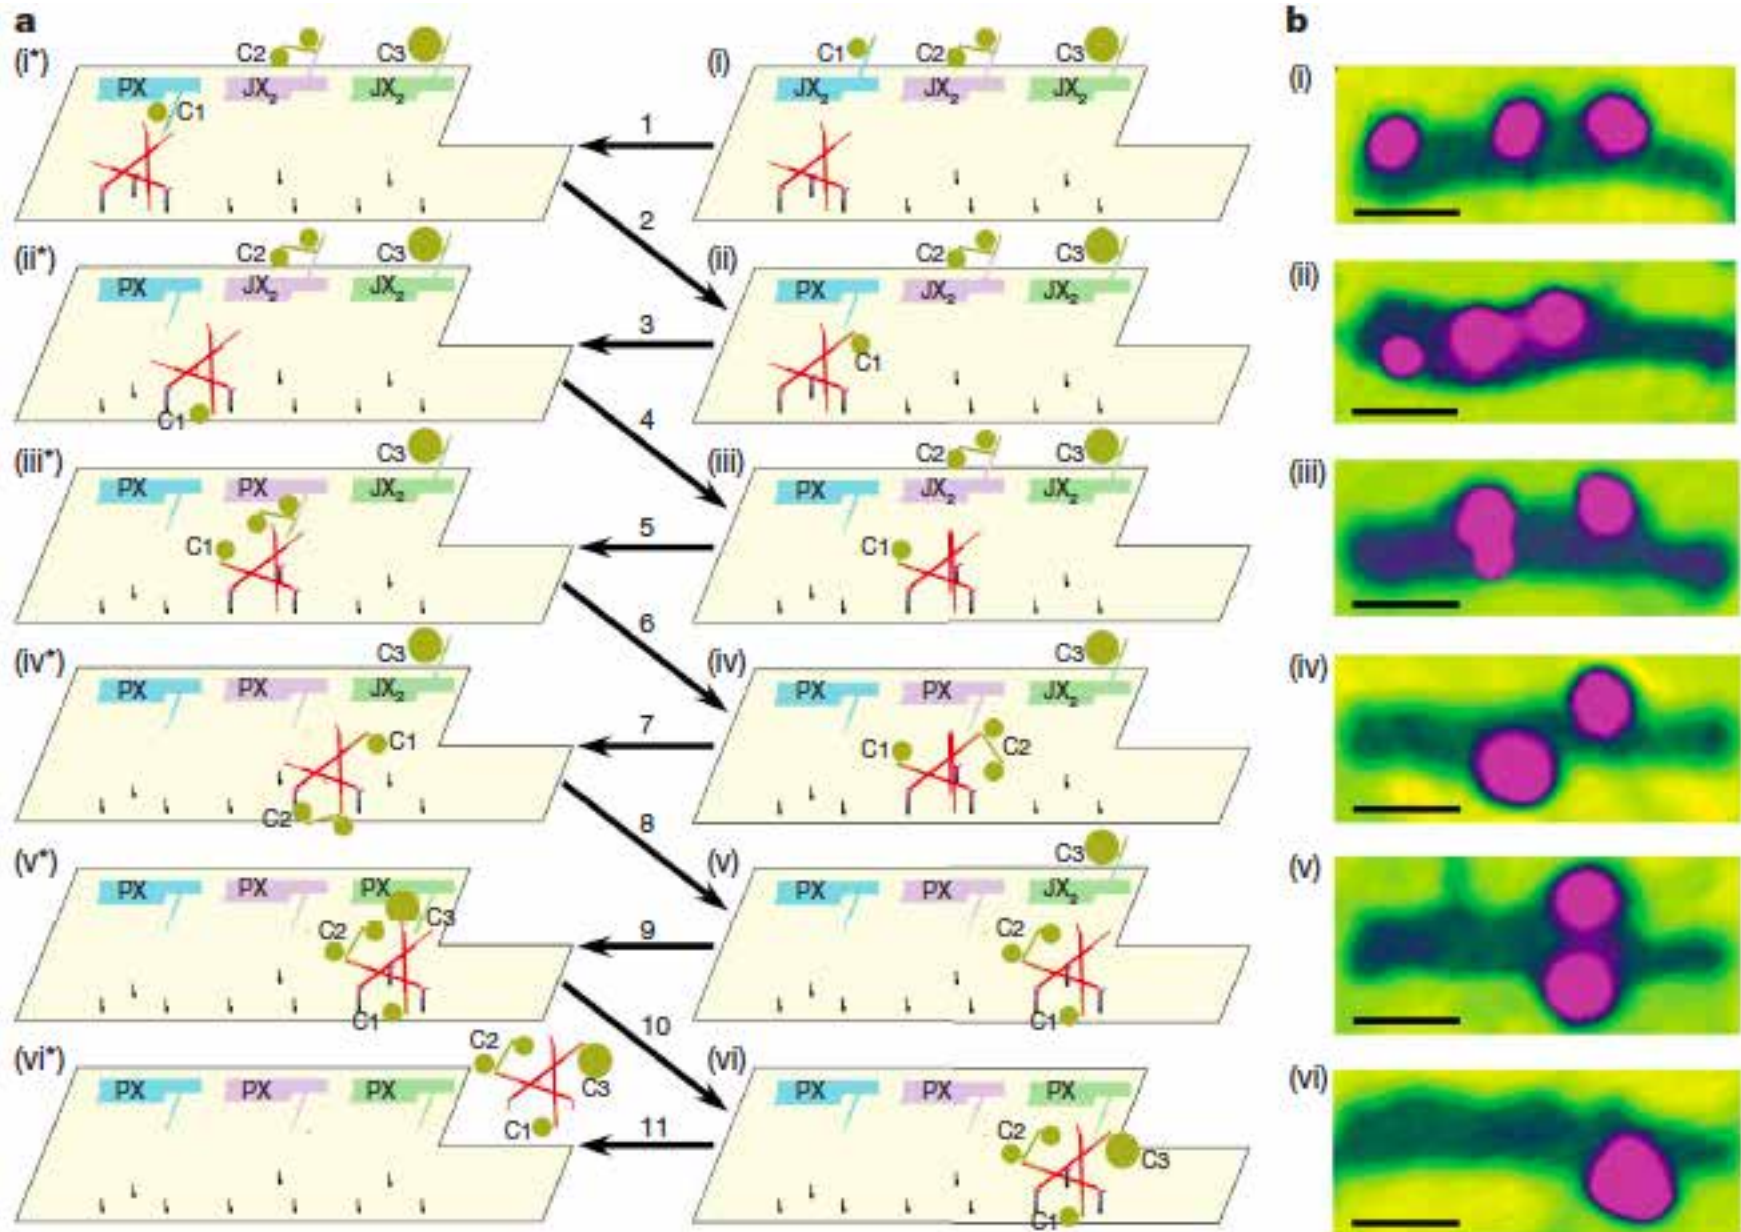 a
b
(i*)
C2
C3
PX
JX₂
JX₂
C1
1
(i)
C1
C2
C3
JX₂
JX₂
JX₂
(i)
2
(ii*)
C2
C3
PX
JX₂
JX₂
C1
3
(ii)
C2
C3
PX
JX₂
JX₂
C1
(ii)
4
(iii*)
C3
PX
PX
JX₂
C1
5
(iii)
C2
C3
PX
JX₂
JX₂
C1
(iii)
6
(iv*)
C3
PX
PX
JX₂
C1
C2
7
(iv)
C3
PX
PX
JX₂
C1
C2
(iv)
8
(v*)
PX
PX
PX
C2
C3
C1
9
(v)
C3
PX
PX
JX₂
C2
C1
(v)
10
(vi*)
C2
C3
PX
PX
PX
C1
11
(vi)
PX
PX
PX
C2
C3
C1
(vi)